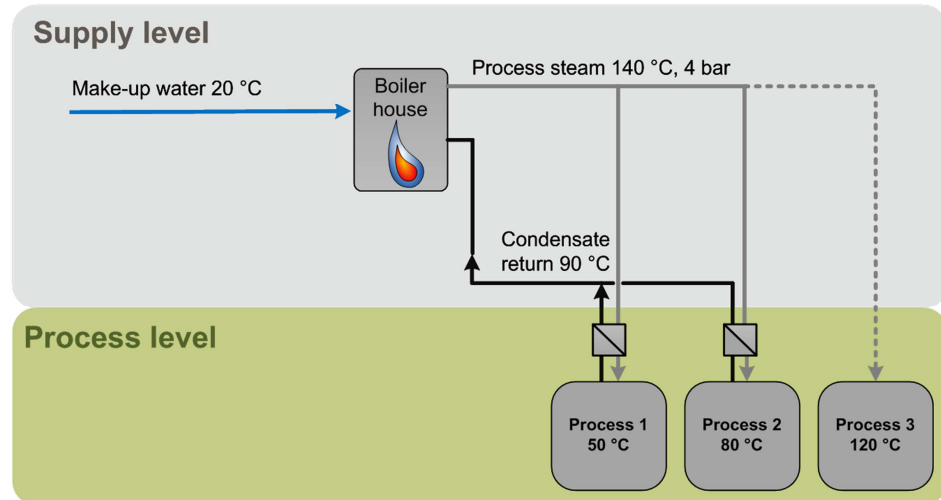 Supply level
Make-up water 20 °C
Boiler
house
Process steam 140 °C, 4 bar
Condensate
return 90 °C
Process level
Process 1
50 °C
Process 2
80 °C
Process 3
120 °C